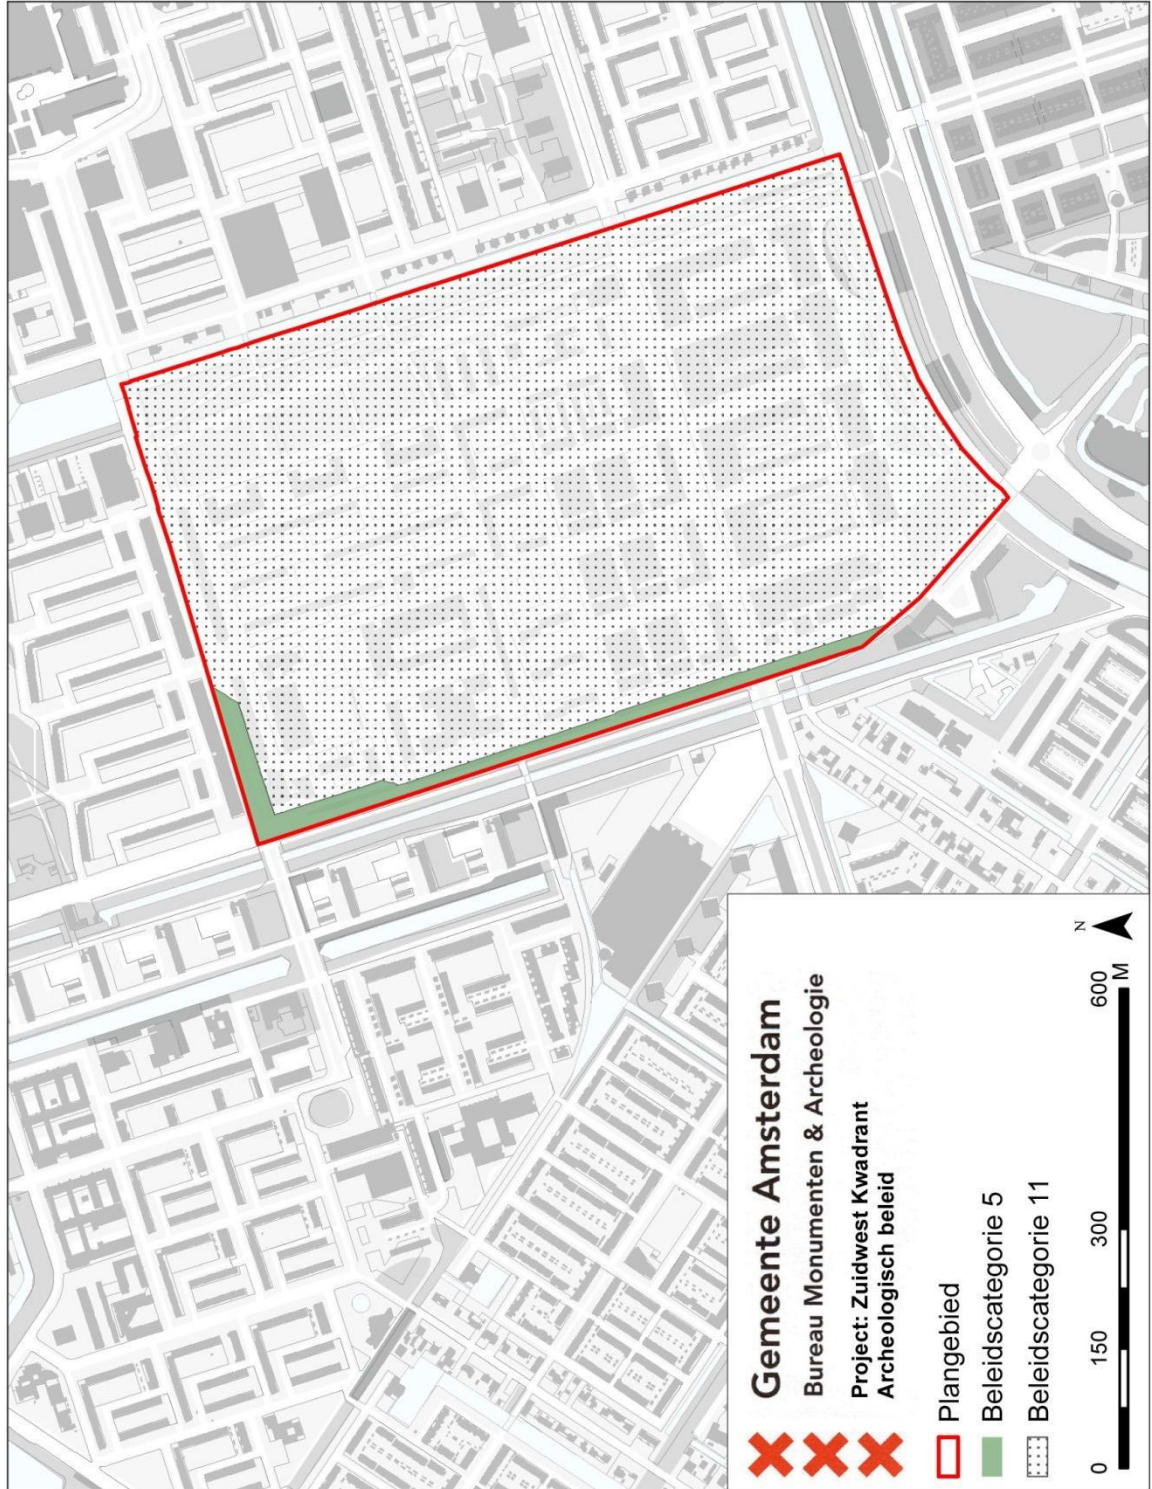 Gemeente Amsterdam
Bureau Monumenten & Archeologie
Project: Zuidwest Kwadrant
Archeologisch beleid
Plangebied
Beleidscategorie 5
Beleidscategorie 11
0 150 300 600
M
N